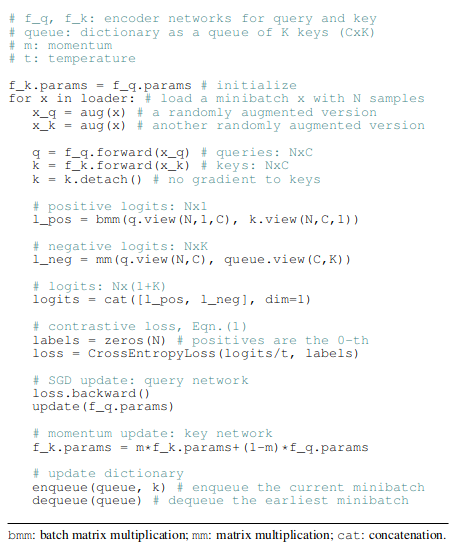 # f_q, f_k: encoder networks for query and key
# queue: dictionary as a queue of K keys (CxK)
# m: momentum
# t: temperature
f_k.params = f_q.params # initialize
for x in loader: # load a minibatch x with N samples
x_q = aug(x) # a randomly augmented version
x_k = aug(x) # another randomly augmented version
q = f_q.forward(x_q) # queries: NxC
k = f_k.forward(x_k) # keys: NxC
k = k.detach() # no gradient to keys
# positive logits: Nx1
l_pos = bmm(q.view(N,1,C), k.view(N,C,1))
# negative logits: NxK
l_neg = mm(q.view(N,C), queue.view(C,K))
# logits: Nx(1+K)
logits = cat([l_pos, l_neg], dim=1)
# contrastive loss, Eqn.(1)
labels = zeros(N) # positives are the 0-th
loss = CrossEntropyLoss(logits/t, labels)
# SGD update: query network
loss.backward()
update(f_q.params)
# momentum update: key network
f_k.params = m*f_k.params+(1-m)*f_q.params
# update dictionary
enqueue(queue, k) # enqueue the current minibatch
dequeue(queue) # dequeue the earliest minibatch
bmm: batch matrix multiplication; mm: matrix multiplication; cat: concatenation.